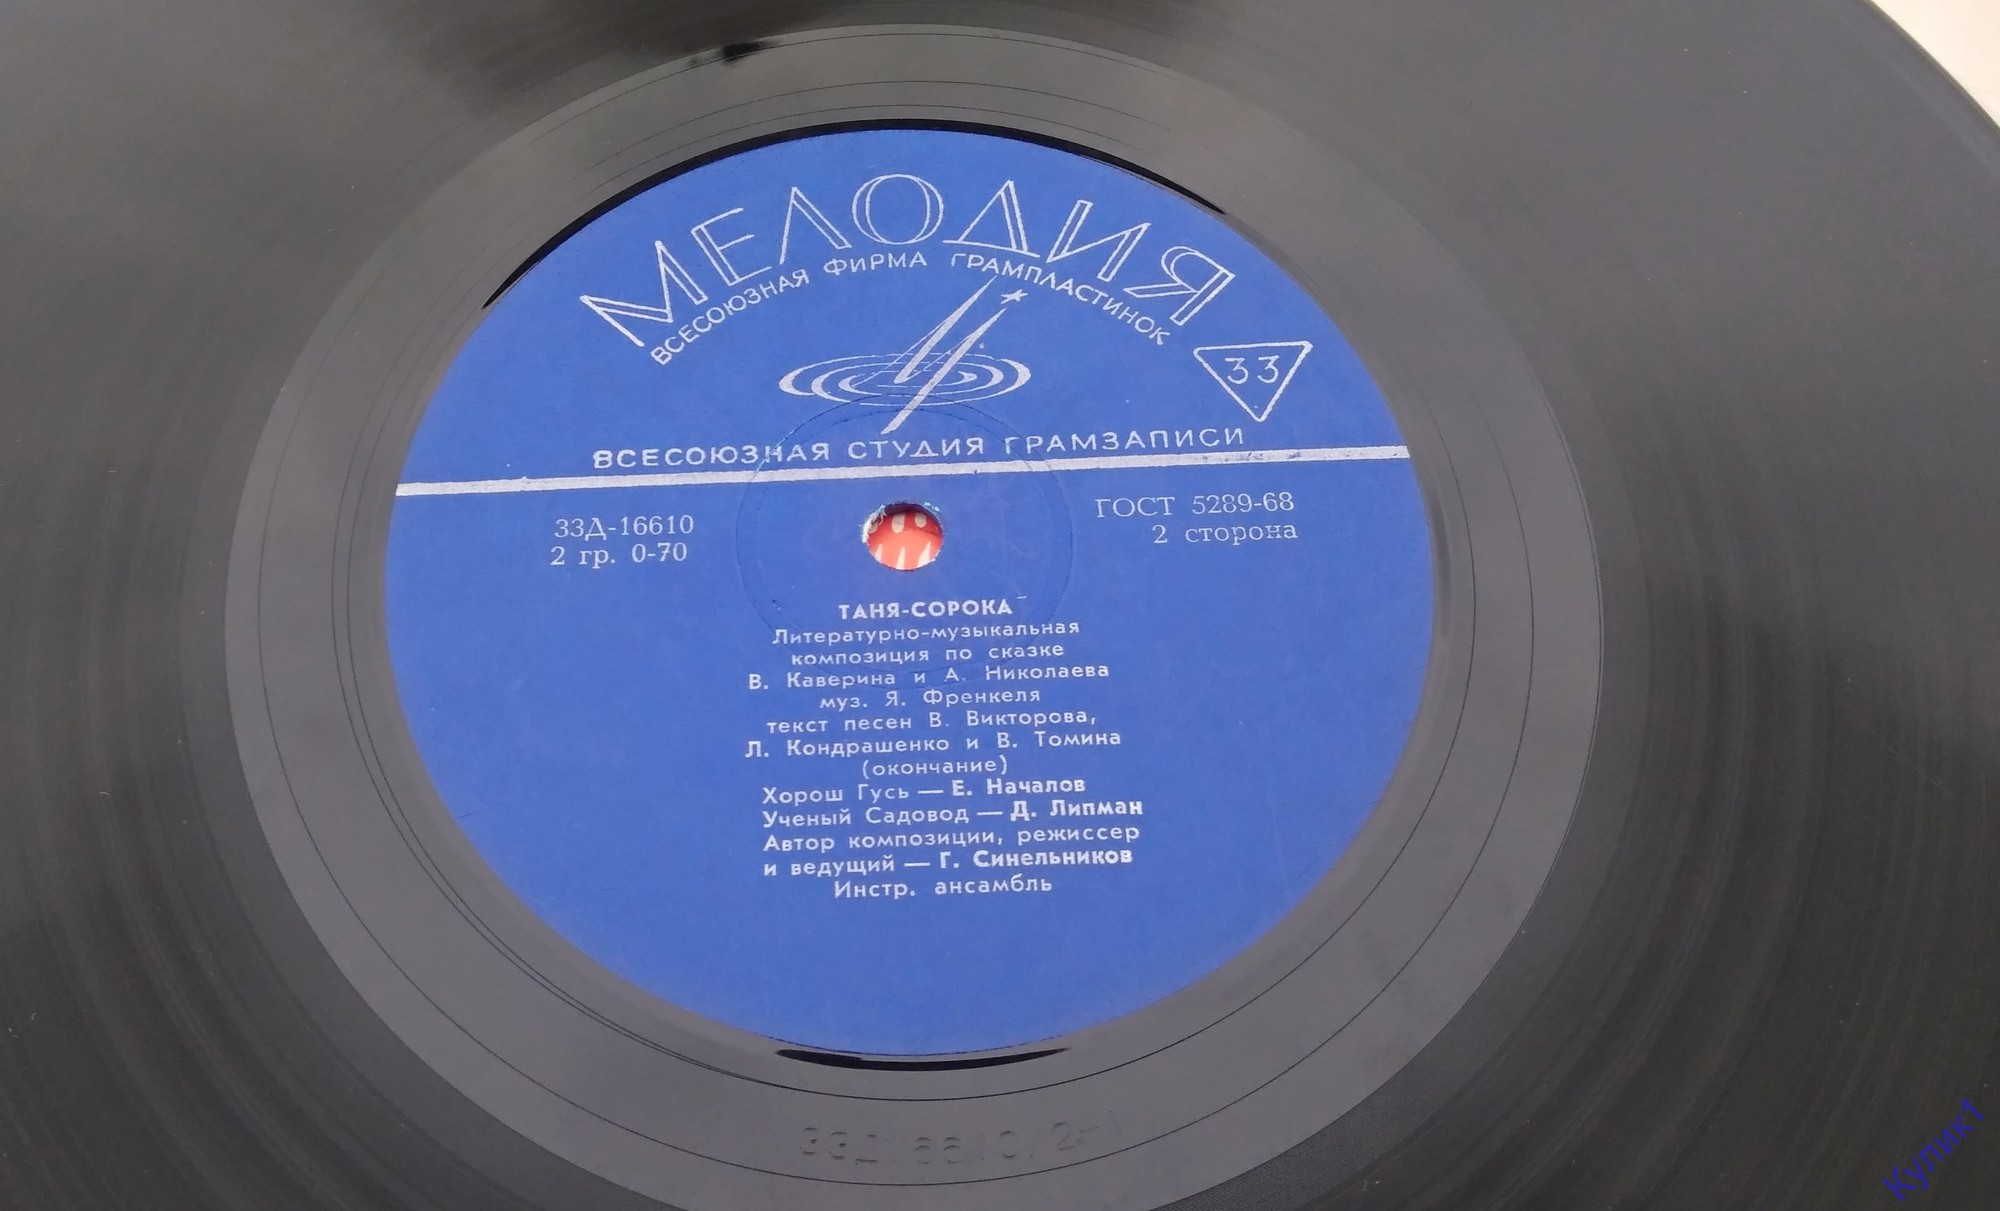 МЕЛОДИЯ
ВСЕСОЮЗНАЯ ФИРМА ГРАМПЛАСТИНОК
33
ВСЕСОЮЗНАЯ СТУДИЯ ГРАМЗАПИСИ
33Д-16610
2 гр. 0-70
ГОСТ 5289-68
2 сторона
ТАНЯ-СОРОКА
Литературно-музыкальная
композиция по сказке
В. Каверина и А. Николаева
муз. Я. Френкеля
текст песен В. Викторова,
Л. Кондрашенко и В. Томина
(окончание)
Хорош Гусь — Е. Началов
Ученый Садовод — Д. Липман
Автор композиции, режиссер
и ведущий — Г. Синельников
Инстр. ансамбль
Кулик1